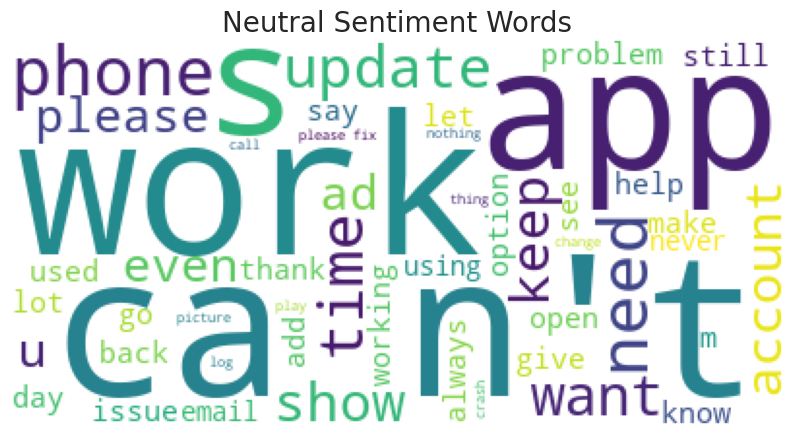 Neutral Sentiment Words
phone s update app problem still
please say let
call please fix nothing
work
ad thing help
time option keep see need make account
change never
used even thank using
lot
ca n't
go picture play add working open
u m
back log always give
day issue email show crash want know